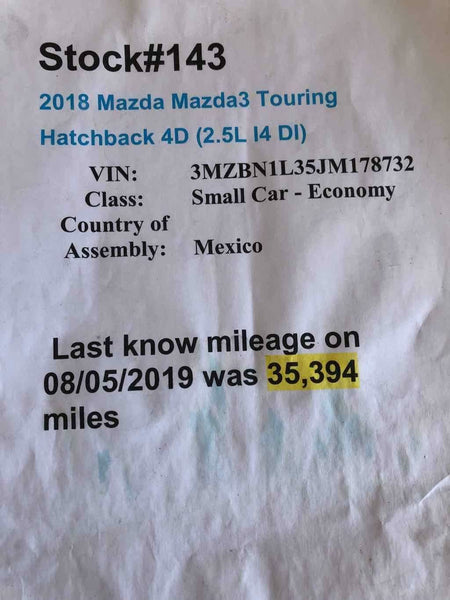 Stock#143
2018 Mazda Mazda3 Touring
Hatchback 4D (2.5L I4 DI)
VIN: 3MZBN1L35JM178732
Class: Small Car - Economy
Country of
Assembly: Mexico
Last know mileage on
08/05/2019 was 35,394
miles